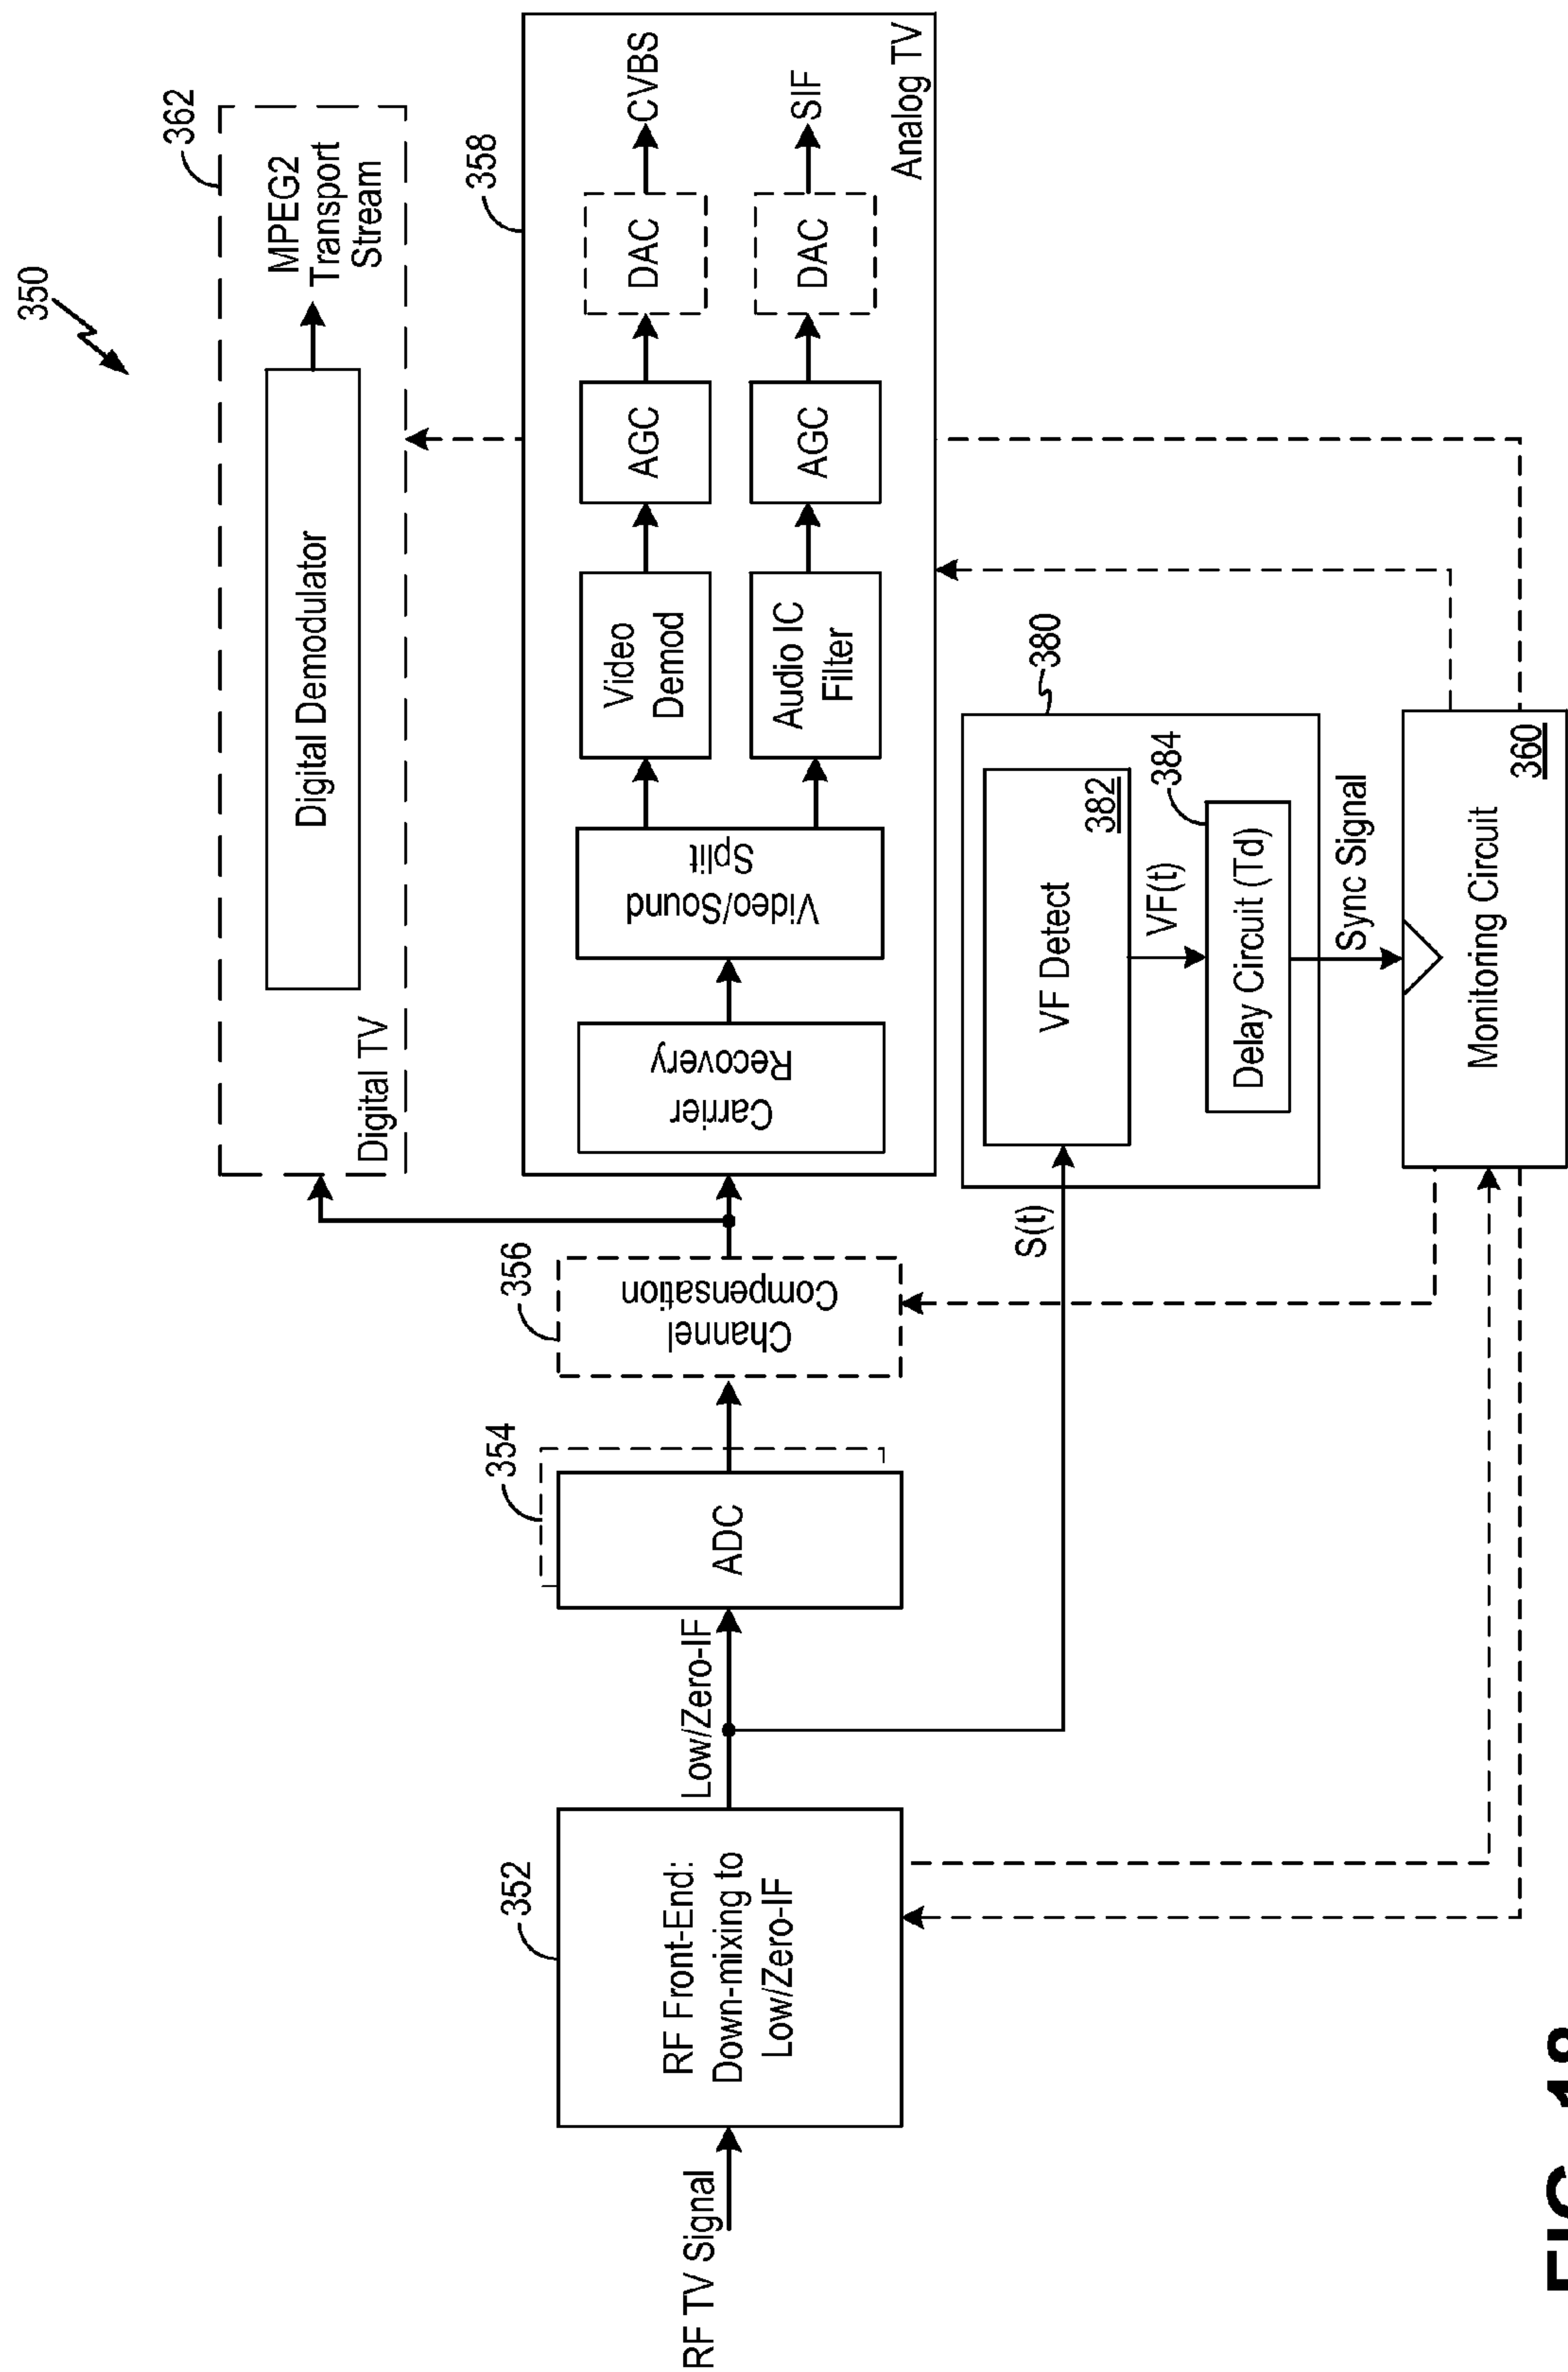 350
362
Digital TV
Digital Demodulator
MPEG2
Transport
Stream
358
Carrier
Recovery
Video/Sound
Split
Video
Demod
AGC
DAC
CVBS
Audio IC
Filter
AGC
DAC
SIF
Analog TV
RF TV Signal
352
RF Front-End:
Down-mixing to
Low/Zero-IF
Low/Zero-IF
354
ADC
356
Channel
Compensation
S(t)
380
VF Detect
382
VF(t)
384
Delay Circuit (Td)
Sync Signal
Monitoring Circuit
360